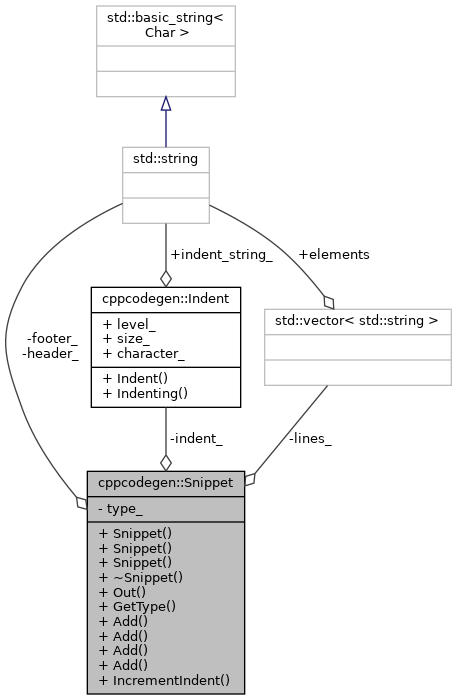 std::basic_string<
Char >
std::string
+indent_string_
+elements
cppcodegen::Indent
+ level_
+ size_
+ character_
+ Indent()
+ Indenting()
std::vector< std::string >
-footer_
-header_
-indent_
-lines_
cppcodegen::Snippet
- type_
+ Snippet()
+ Snippet()
+ Snippet()
+ ~Snippet()
+ Out()
+ GetType()
+ Add()
+ Add()
+ Add()
+ Add()
+ IncrementIndent()